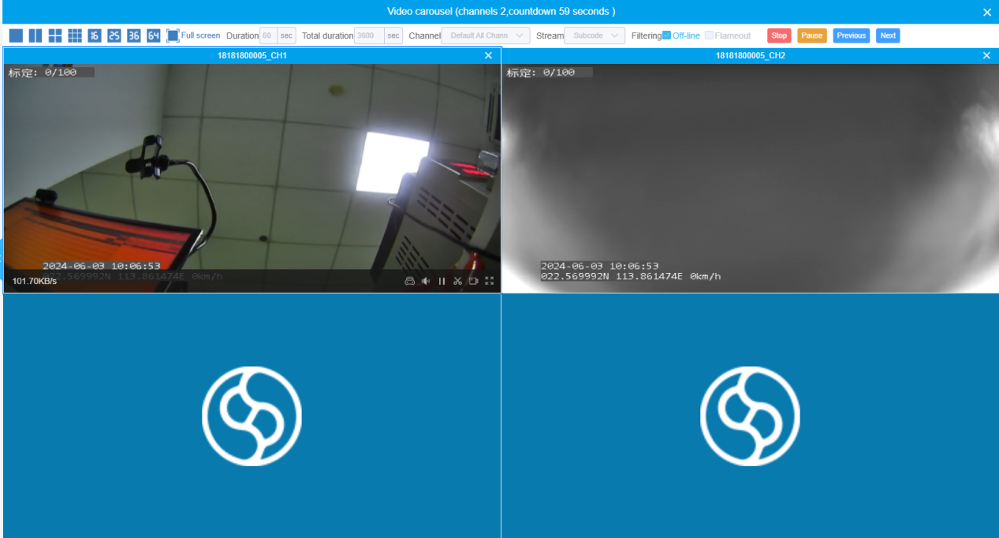 Video carousel (channels 2,countdown 59 seconds )
16 25 36 64 Full screen Duration 60 sec Total duration 3600 sec Channel Default All Chann Stream Subcode Filtering Off-line Flameout Stop Pause Previous Next
18181800005_CH1
标定: 0/100
2024-06-03 10:06:53
022.569992N 113.861474E 0km/h
101.70KB/s
18181800005_CH2
标定: 0/100
2024-06-03 10:06:53
022.569992N 113.861474E 0km/h